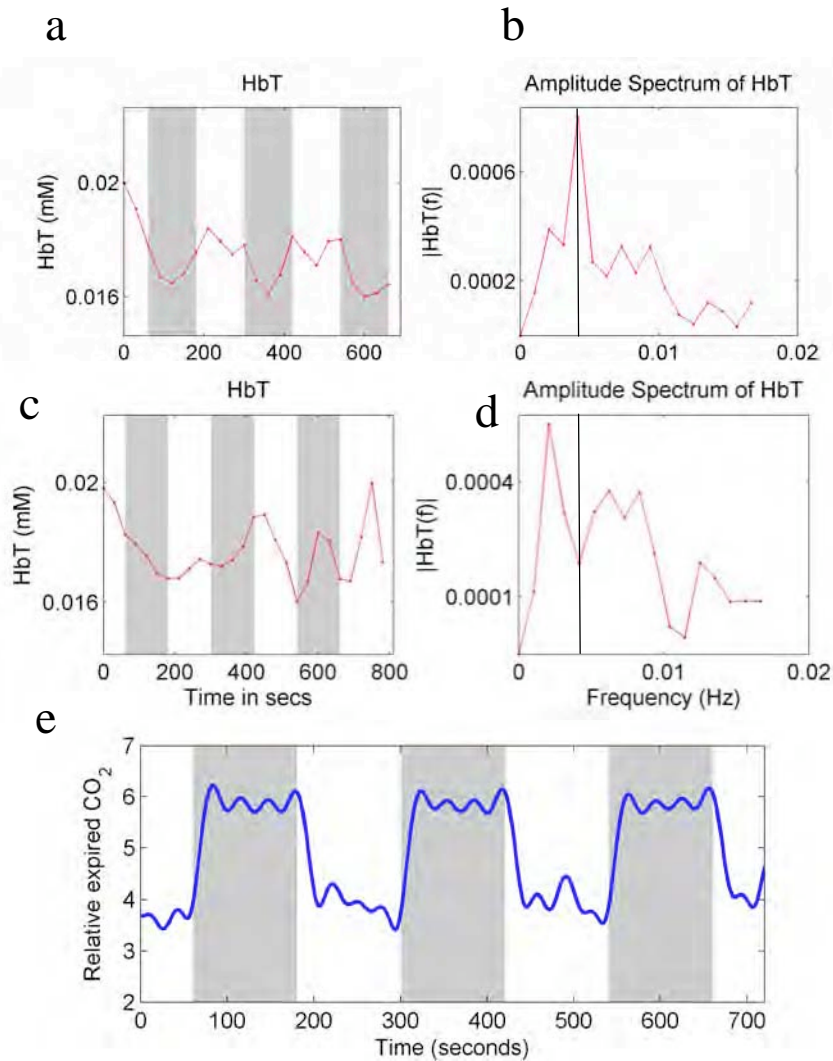 a
b
HbT
Amplitude Spectrum of HbT
HbT (mM)
0.02
0.016
0 200 400 600
|HbT(f)|
0.0006
0.0002
0 0.01 0.02
c
d
HbT
Amplitude Spectrum of HbT
HbT (mM)
0.02
0.016
0 200 400 600 800
Time in secs
|HbT(f)|
0.0004
0.0001
0 0.01 0.02
Frequency (Hz)
e
Relative expired CO2
7
6
5
4
3
2
0 100 200 300 400 500 600 700
Time (seconds)